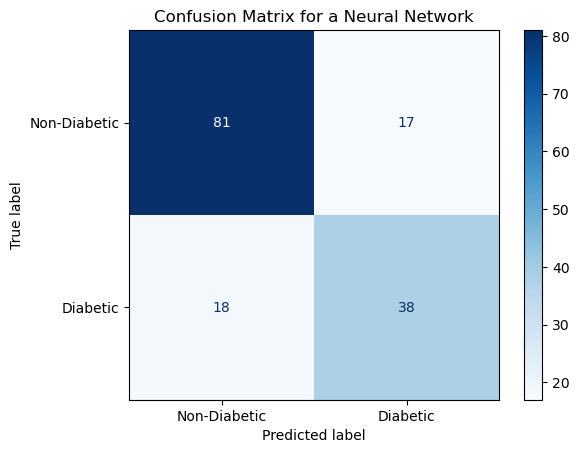 Confusion Matrix for a Neural Network
True label
Non-Diabetic
81
17
Diabetic
18
38
Non-Diabetic
Diabetic
Predicted label
80
70
60
50
40
30
20